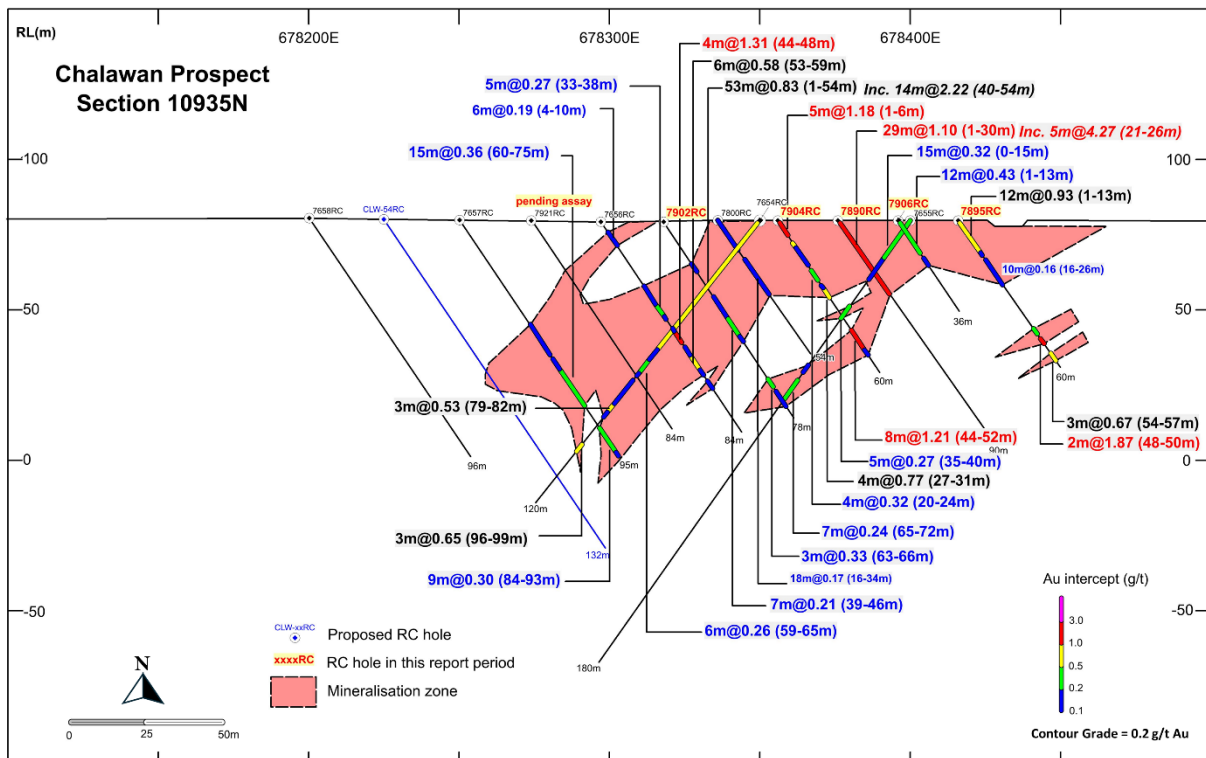 RL(m)
678200E
678300E
678400E
Chalawan Prospect
Section 10935N
4m@1.31 (44-48m)
6m@0.58 (53-59m)
5m@0.27 (33-38m)
53m@0.83 (1-54m) Inc. 14m@2.22 (40-54m)
6m@0.19 (4-10m)
5m@1.18 (1-6m)
29m@1.10 (1-30m) Inc. 5m@4.27 (21-26m)
15m@0.36 (60-75m)
15m@0.32 (0-15m)
100
100
12m@0.43 (1-13m)
12m@0.93 (1-13m)
pending assay
7658RC
CLW-54RC
7657RC
7921RC
7656RC
7902RC
7800RC
7654RC
7904RC
7890RC
7906RC
7655RC
7895RC
10m@0.16 (16-26m)
50
50
36m
54m
60m
60m
3m@0.53 (79-82m)
84m
84m
78m
3m@0.67 (54-57m)
8m@1.21 (44-52m)
2m@1.87 (48-50m)
90m
96m
95m
0
0
5m@0.27 (35-40m)
4m@0.77 (27-31m)
120m
4m@0.32 (20-24m)
7m@0.24 (65-72m)
3m@0.65 (96-99m)
132m
3m@0.33 (63-66m)
9m@0.30 (84-93m)
18m@0.17 (16-34m)
7m@0.21 (39-46m)
6m@0.26 (59-65m)
-50
-50
180m
CLW-xxRC
Proposed RC hole
xxxxRC
RC hole in this report period
Mineralisation zone
N
0
25
50m
Au intercept (g/t)
3.0
1.0
0.5
0.2
0.1
Contour Grade = 0.2 g/t Au